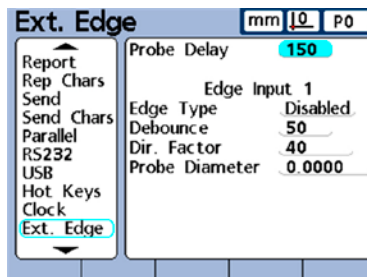 Ext. Edge
mm
P0
Report
Rep Chars
Send
Send Chars
Parallel
RS232
USB
Hot Keys
Clock
Ext. Edge
Probe Delay 150
Edge Input 1
Edge Type Disabled
Debounce 50
Dir. Factor 40
Probe Diameter 0.0000